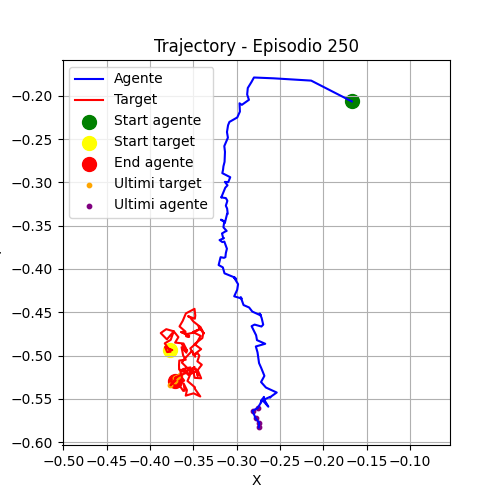 Trajectory - Episodio 250
Agente
Target
Start agente
Start target
End agente
Ultimi target
Ultimi agente
−0.20
−0.25
−0.30
−0.35
−0.40
−0.45
−0.50
−0.55
−0.60
−0.50 −0.45 −0.40 −0.35 −0.30 −0.25 −0.20 −0.15 −0.10
X